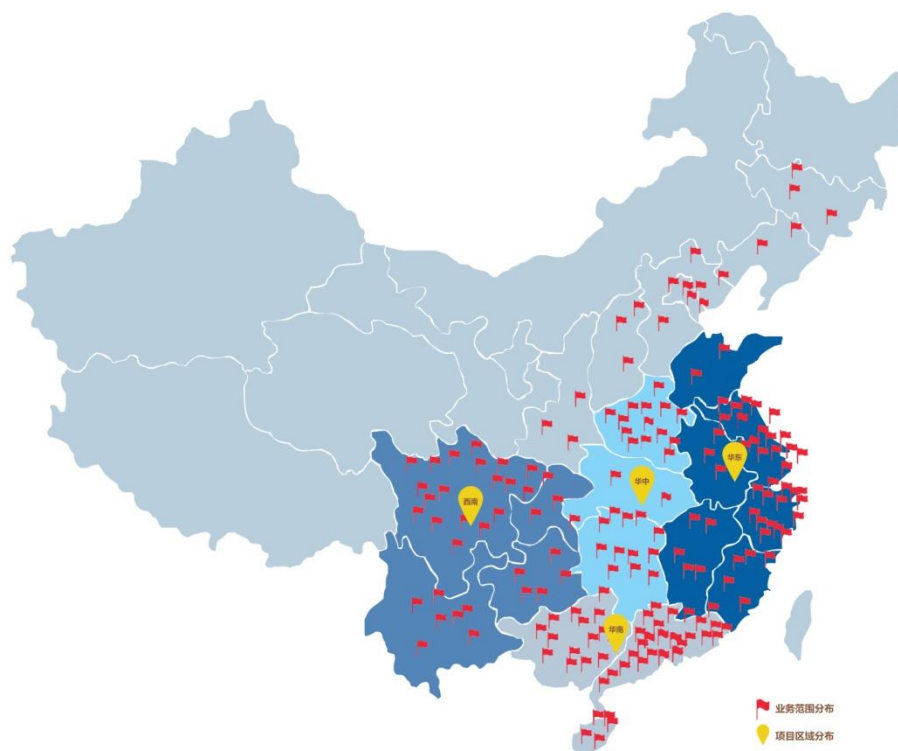 华东
华中
西南
华南
业务范围分布
项目区域分布